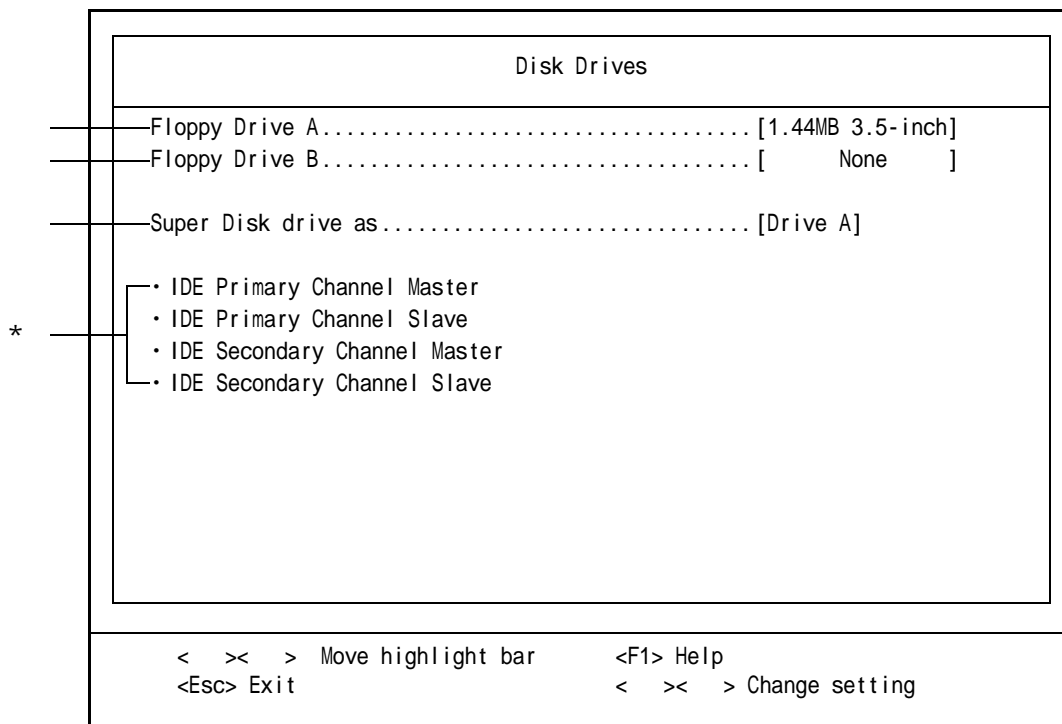 Disk Drives
Floppy Drive A....................................[1.44MB 3.5-inch]
Floppy Drive B....................................[ None ]
Super Disk drive as...............................[Drive A]
・IDE Primary Channel Master
・IDE Primary Channel Slave
・IDE Secondary Channel Master
・IDE Secondary Channel Slave
*
< >< > Move highlight bar <F1> Help
<Esc> Exit < >< > Change setting